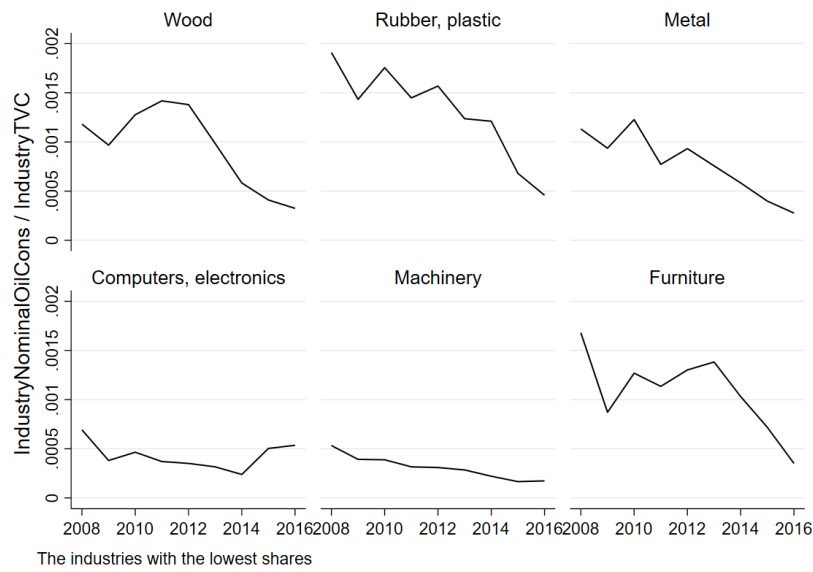 Wood
Rubber, plastic
Metal
IndustryNominalOilCons / IndustryTVC
.002
.0015
.001
.0005
0
Computers, electronics
Machinery
Furniture
.002
.0015
.001
.0005
0
2008 2010 2012 2014 2016
2008 2010 2012 2014 2016
2008 2010 2012 2014 2016
The industries with the lowest shares